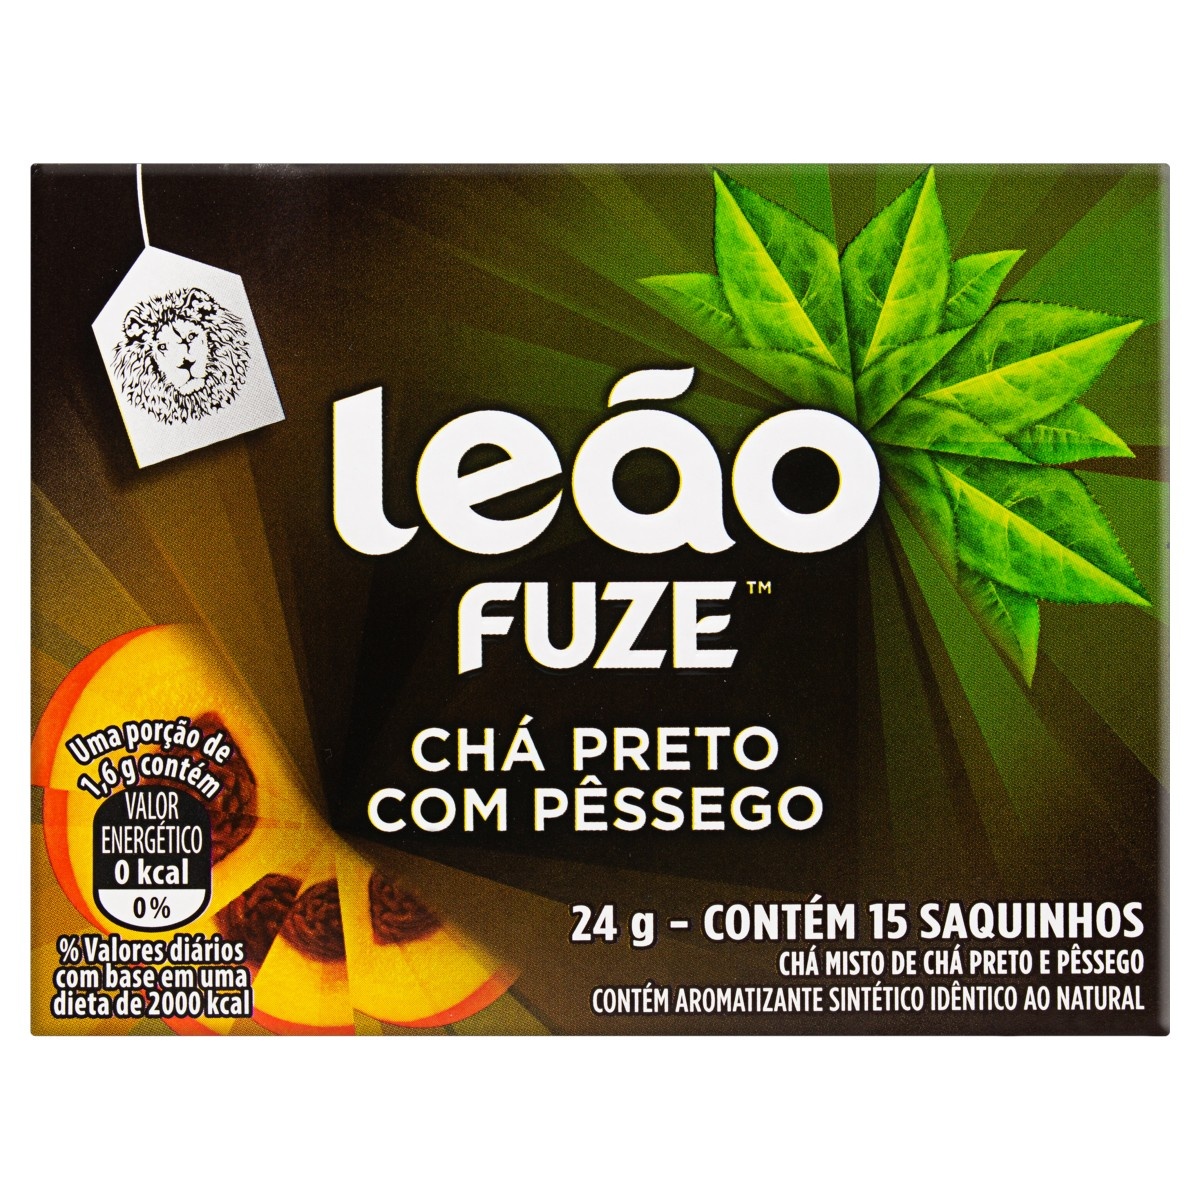 leão
FUZE™
CHÁ PRETO
COM PÊSSEGO
Uma porção de
1,6 g contém
VALOR
ENERGÉTICO
0 kcal
0%
% Valores diários
com base em uma
dieta de 2000 kcal
24 g - CONTÉM 15 SAQUINHOS
CHÁ MISTO DE CHÁ PRETO E PÊSSEGO
CONTÉM AROMATIZANTE SINTÉTICO IDÊNTICO AO NATURAL